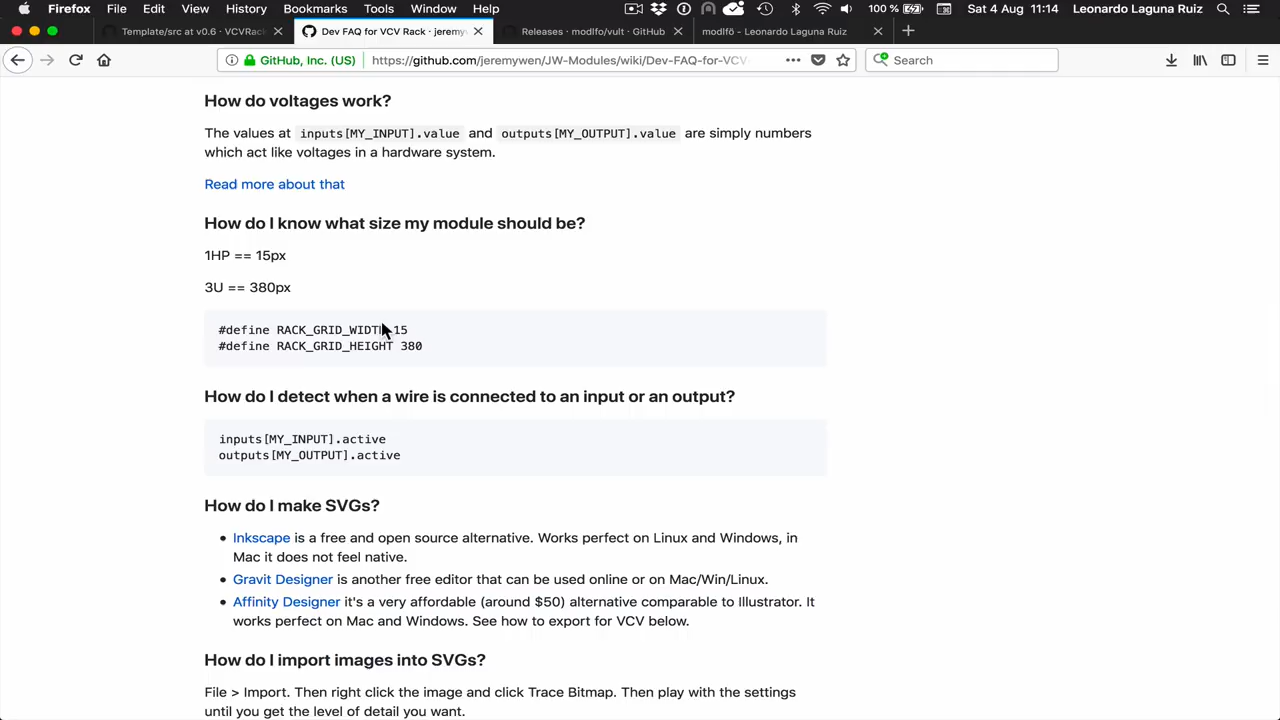 Firefox File Edit View History Bookmarks Tools Window Help 100 % Sat 4 Aug 11:14 Leonardo Laguna Ruiz
Template/src at v0.6 · VCVRack Dev FAQ for VCV Rack · jeremyw Releases · modlfo/vult · GitHub modlfō - Leonardo Laguna Ruiz
GitHub, Inc. (US) https://github.com/jeremywen/JW-Modules/wiki/Dev-FAQ-for-VCV- Search
How do voltages work?
The values at inputs[MY_INPUT].value and outputs[MY_OUTPUT].value are simply numbers
which act like voltages in a hardware system.
Read more about that
How do I know what size my module should be?
1HP == 15px
3U == 380px
#define RACK_GRID_WIDTH 15
#define RACK_GRID_HEIGHT 380
How do I detect when a wire is connected to an input or an output?
inputs[MY_INPUT].active
outputs[MY_OUTPUT].active
How do I make SVGs?
• Inkscape is a free and open source alternative. Works perfect on Linux and Windows, in
Mac it does not feel native.
• Gravit Designer is another free editor that can be used online or on Mac/Win/Linux.
• Affinity Designer it's a very affordable (around $50) alternative comparable to Illustrator. It
works perfect on Mac and Windows. See how to export for VCV below.
How do I import images into SVGs?
File > Import. Then right click the image and click Trace Bitmap. Then play with the settings
until you get the level of detail you want.